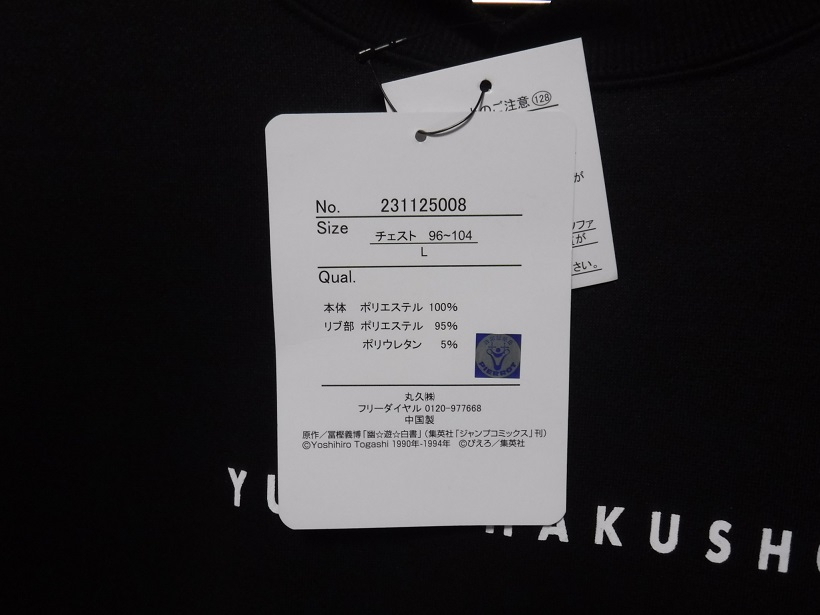 のご注意 128
が
ファ
が
さい。
No. 231125008
Size チェスト 96~104
L
Qual.
本体 ポリエステル 100%
リブ部 ポリエステル 95%
ポリウレタン 5%
PIERROT
丸久㈱
フリーダイヤル 0120-977668
中国製
原作/冨樫義博「幽☆遊☆白書」(集英社「ジャンプコミックス」刊)
©Yoshihiro Togashi 1990年-1994年 ©ぴえろ/集英社
YU HAKUSHO